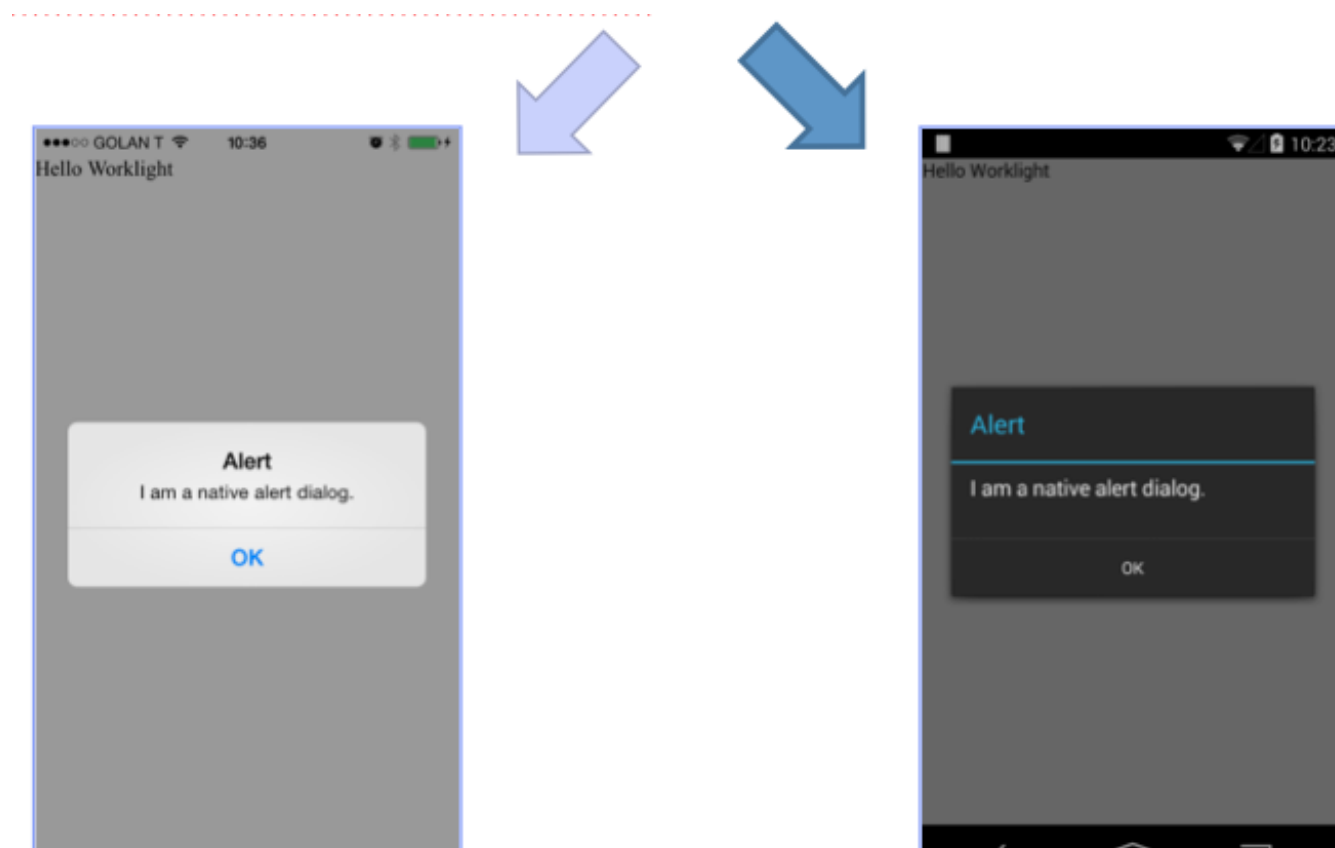 GOLAN T 10:36
Hello Worklight
Alert
I am a native alert dialog.
OK
10:23
Hello Worklight
Alert
I am a native alert dialog.
OK